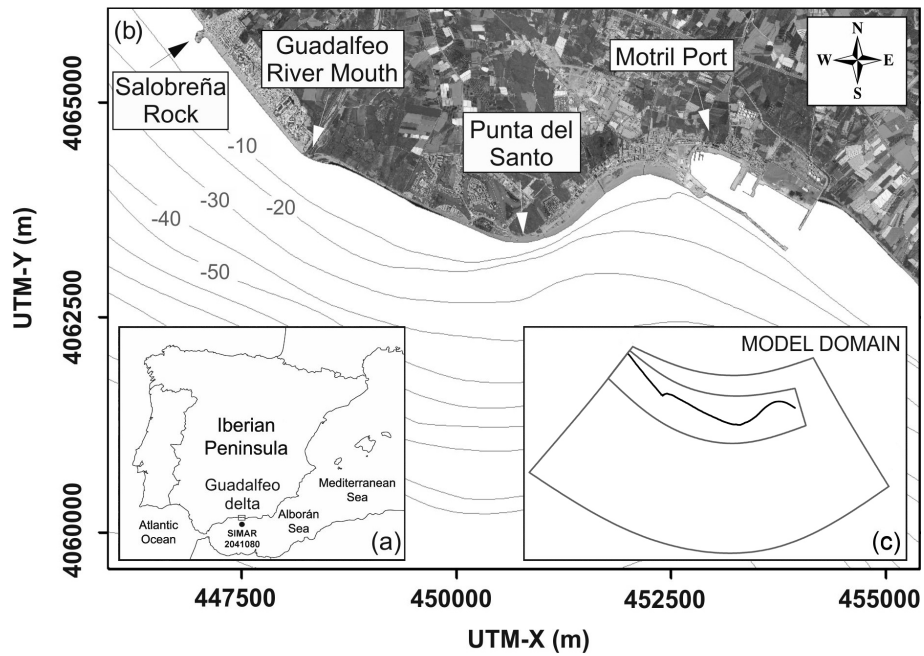 (b)
Salobreña
Rock
Guadalfeo
River Mouth
Punta del
Santo
Motril Port
N
W
E
S
-10
-20
-30
-40
-50
UTM-Y (m)
4065000
4062500
4060000
Iberian
Peninsula
Guadalfeo
delta
Mediterranean
Sea
Alborán
Sea
Atlantic
Ocean
SIMAR
2041080
(a)
MODEL DOMAIN
(c)
447500
450000
452500
455000
UTM-X (m)